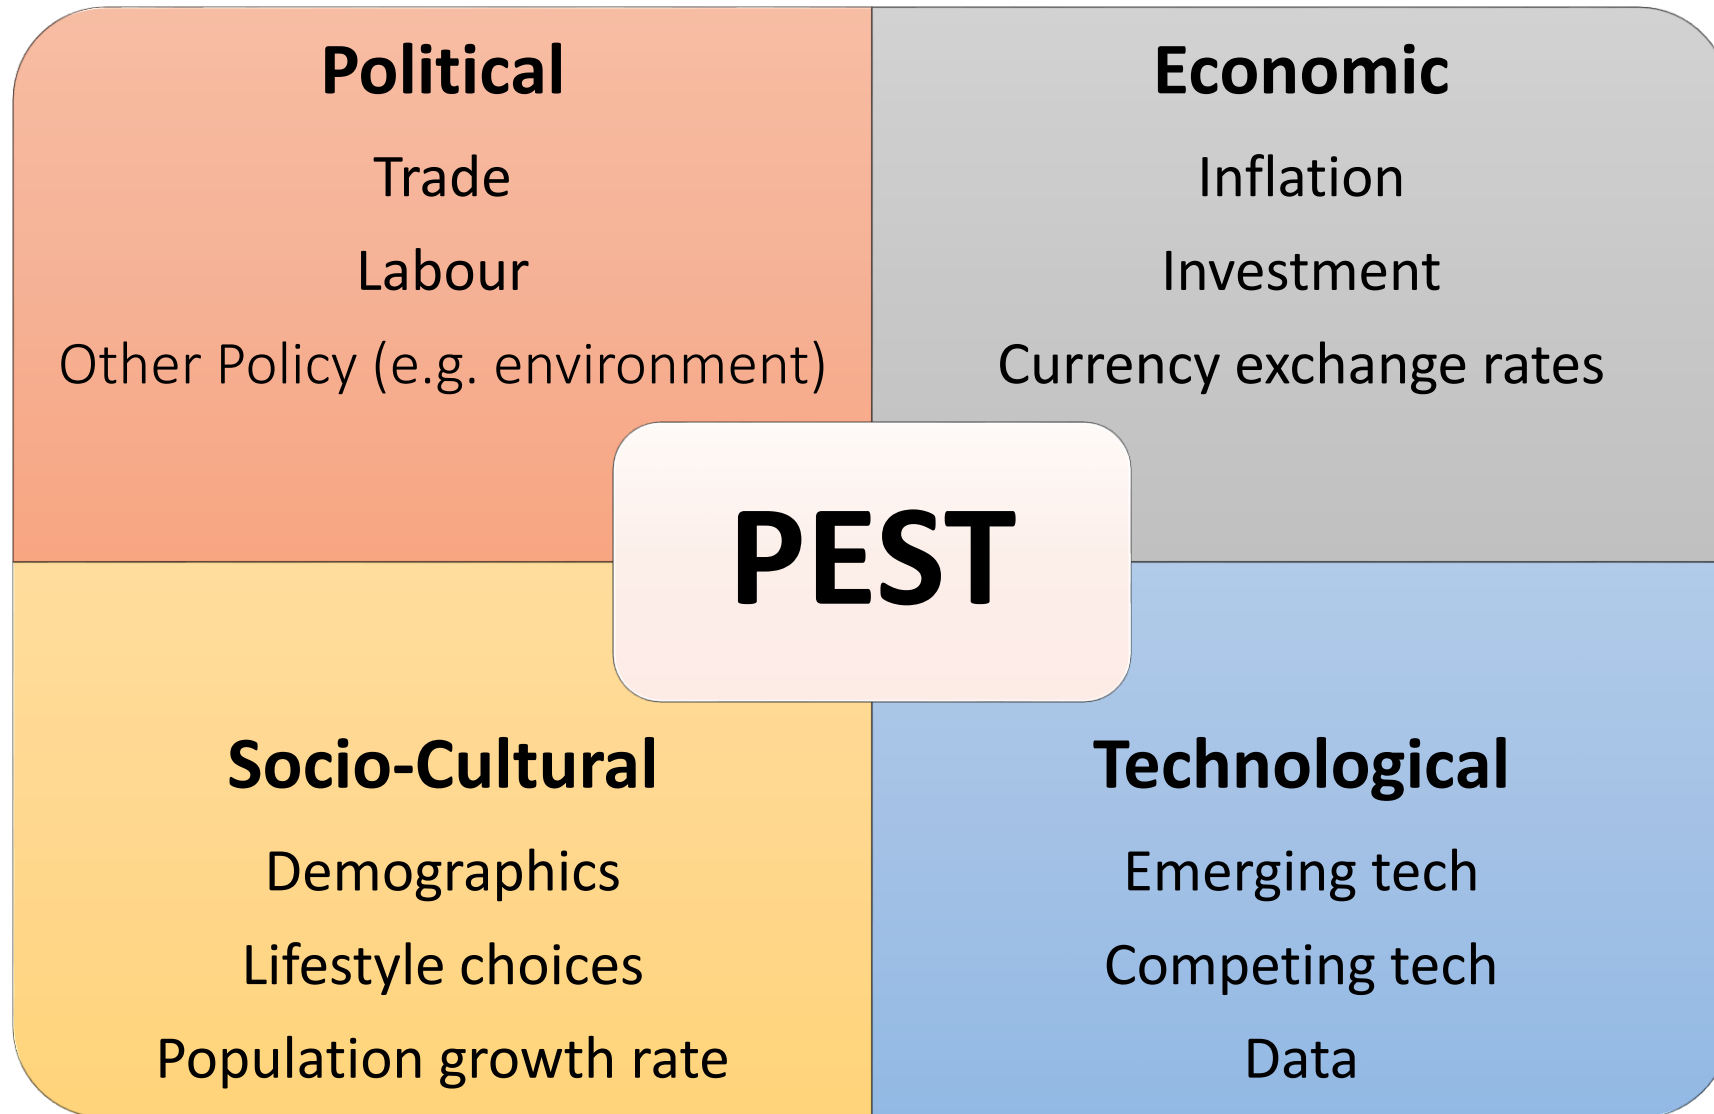 Political
Trade
Labour
Other Policy (e.g. environment)
Economic
Inflation
Investment
Currency exchange rates
PEST
Socio-Cultural
Demographics
Lifestyle choices
Population growth rate
Technological
Emerging tech
Competing tech
Data